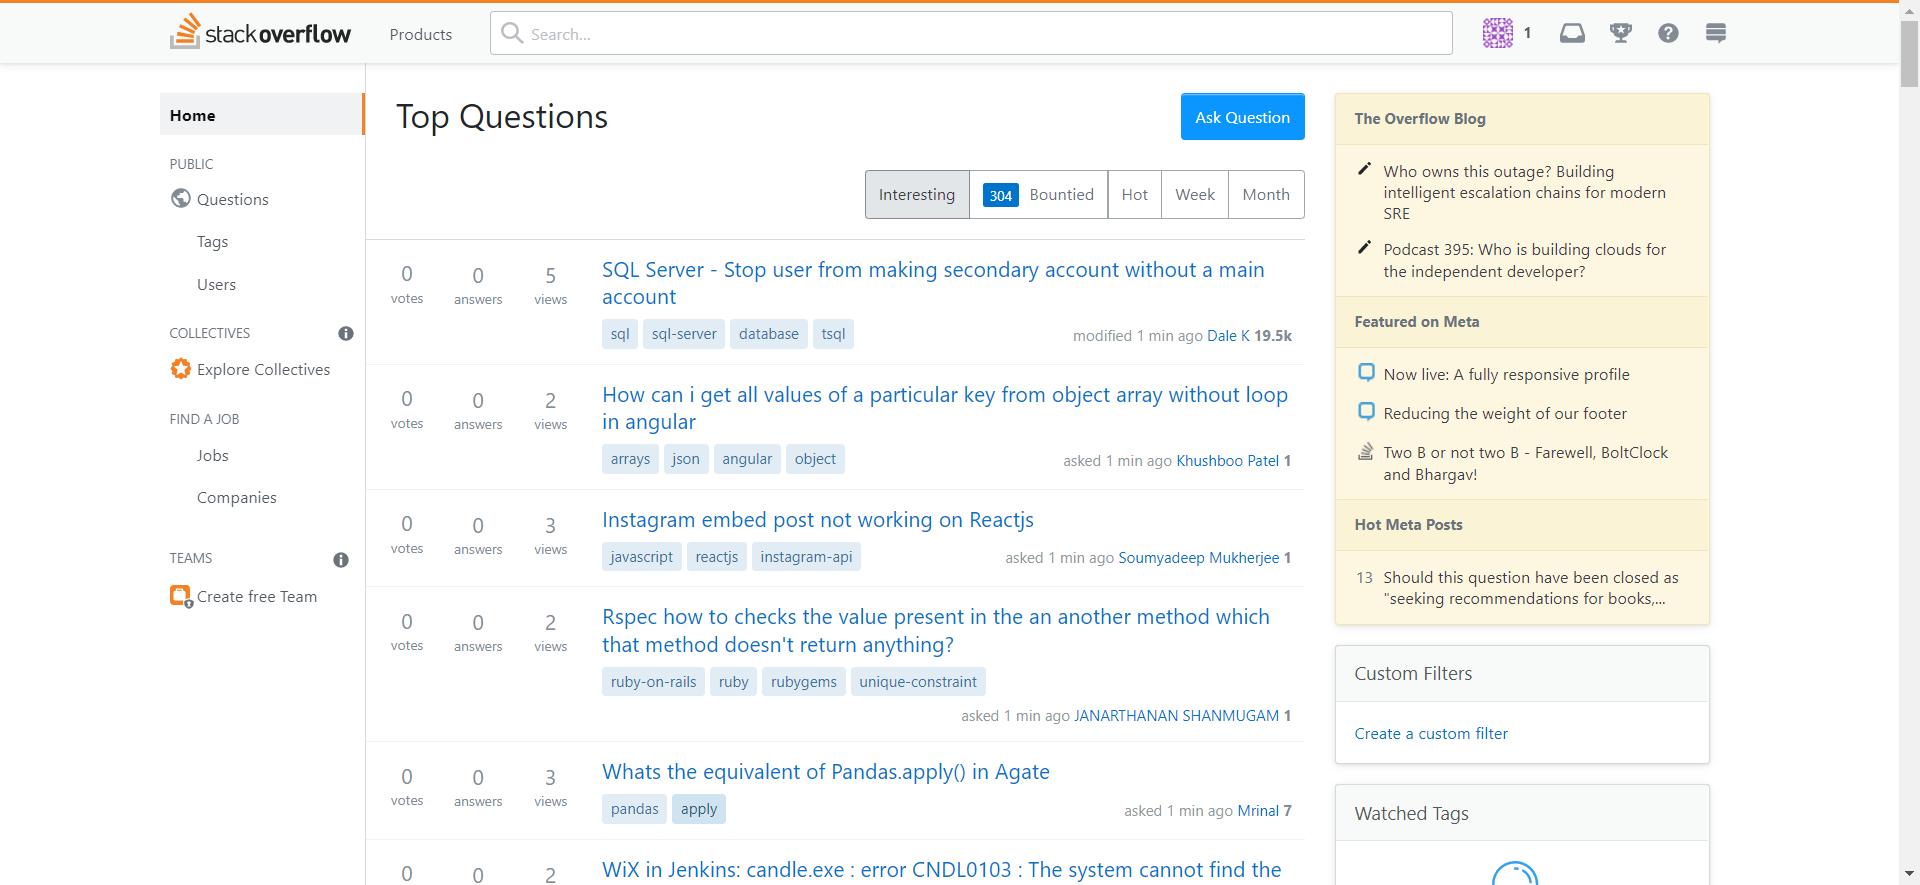 stackoverflow
Products
Search...
1
Home
PUBLIC
Questions
Tags
Users
COLLECTIVES
Explore Collectives
FIND A JOB
Jobs
Companies
TEAMS
Create free Team
Top Questions
Ask Question
Interesting
304 Bountied
Hot
Week
Month
0 votes
0 answers
5 views
SQL Server - Stop user from making secondary account without a main
account
sql sql-server database tsql
modified 1 min ago Dale K 19.5k
0 votes
0 answers
2 views
How can i get all values of a particular key from object array without loop
in angular
arrays json angular object
asked 1 min ago Khushboo Patel 1
0 votes
0 answers
3 views
Instagram embed post not working on Reactjs
javascript reactjs instagram-api
asked 1 min ago Soumyadeep Mukherjee 1
0 votes
0 answers
2 views
Rspec how to checks the value present in the an another method which
that method doesn't return anything?
ruby-on-rails ruby rubygems unique-constraint
asked 1 min ago JANARTHANAN SHANMUGAM 1
0 votes
0 answers
3 views
Whats the equivalent of Pandas.apply() in Agate
pandas apply
asked 1 min ago Mrinal 7
0
0
2
WiX in Jenkins: candle.exe : error CNDL0103 : The system cannot find the
The Overflow Blog
Who owns this outage? Building
intelligent escalation chains for modern
SRE
Podcast 395: Who is building clouds for
the independent developer?
Featured on Meta
Now live: A fully responsive profile
Reducing the weight of our footer
Two B or not two B - Farewell, BoltClock
and Bhargav!
Hot Meta Posts
13 Should this question have been closed as
"seeking recommendations for books,...
Custom Filters
Create a custom filter
Watched Tags